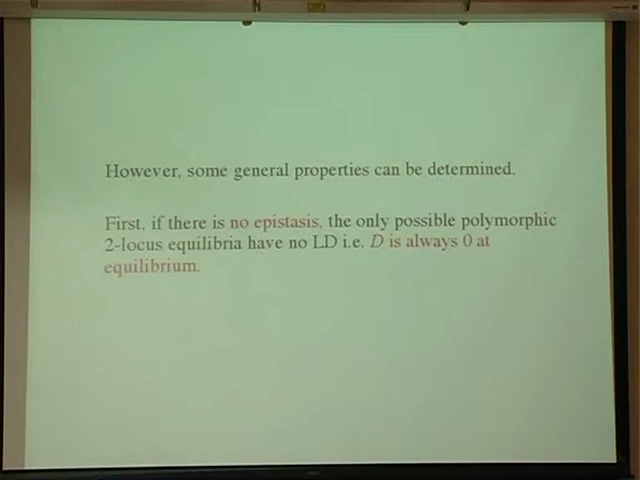 However, some general properties can be determined.
First, if there is no epistasis, the only possible polymorphic
2-locus equilibria have no LD i.e. D is always 0 at
equilibrium.